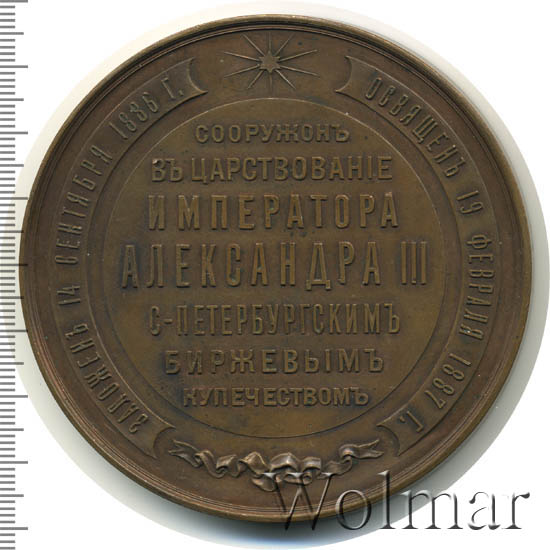 ЗАЛОЖЕНЪ 14 СЕНТЯБРЯ 1886 Г.
ОСВЯЩЕНЪ 19 ФЕВРАЛЯ 1887 Г.
СООРУЖОНЪ
ВЪ ЦАРСТВОВАНІЕ
ИМПЕРАТОРА
АЛЕКСАНДРА III
С-ПЕТЕРБУРГСКИМЪ
БИРЖЕВЫМЪ
КУПЕЧЕСТВОМЪ
Wolmar